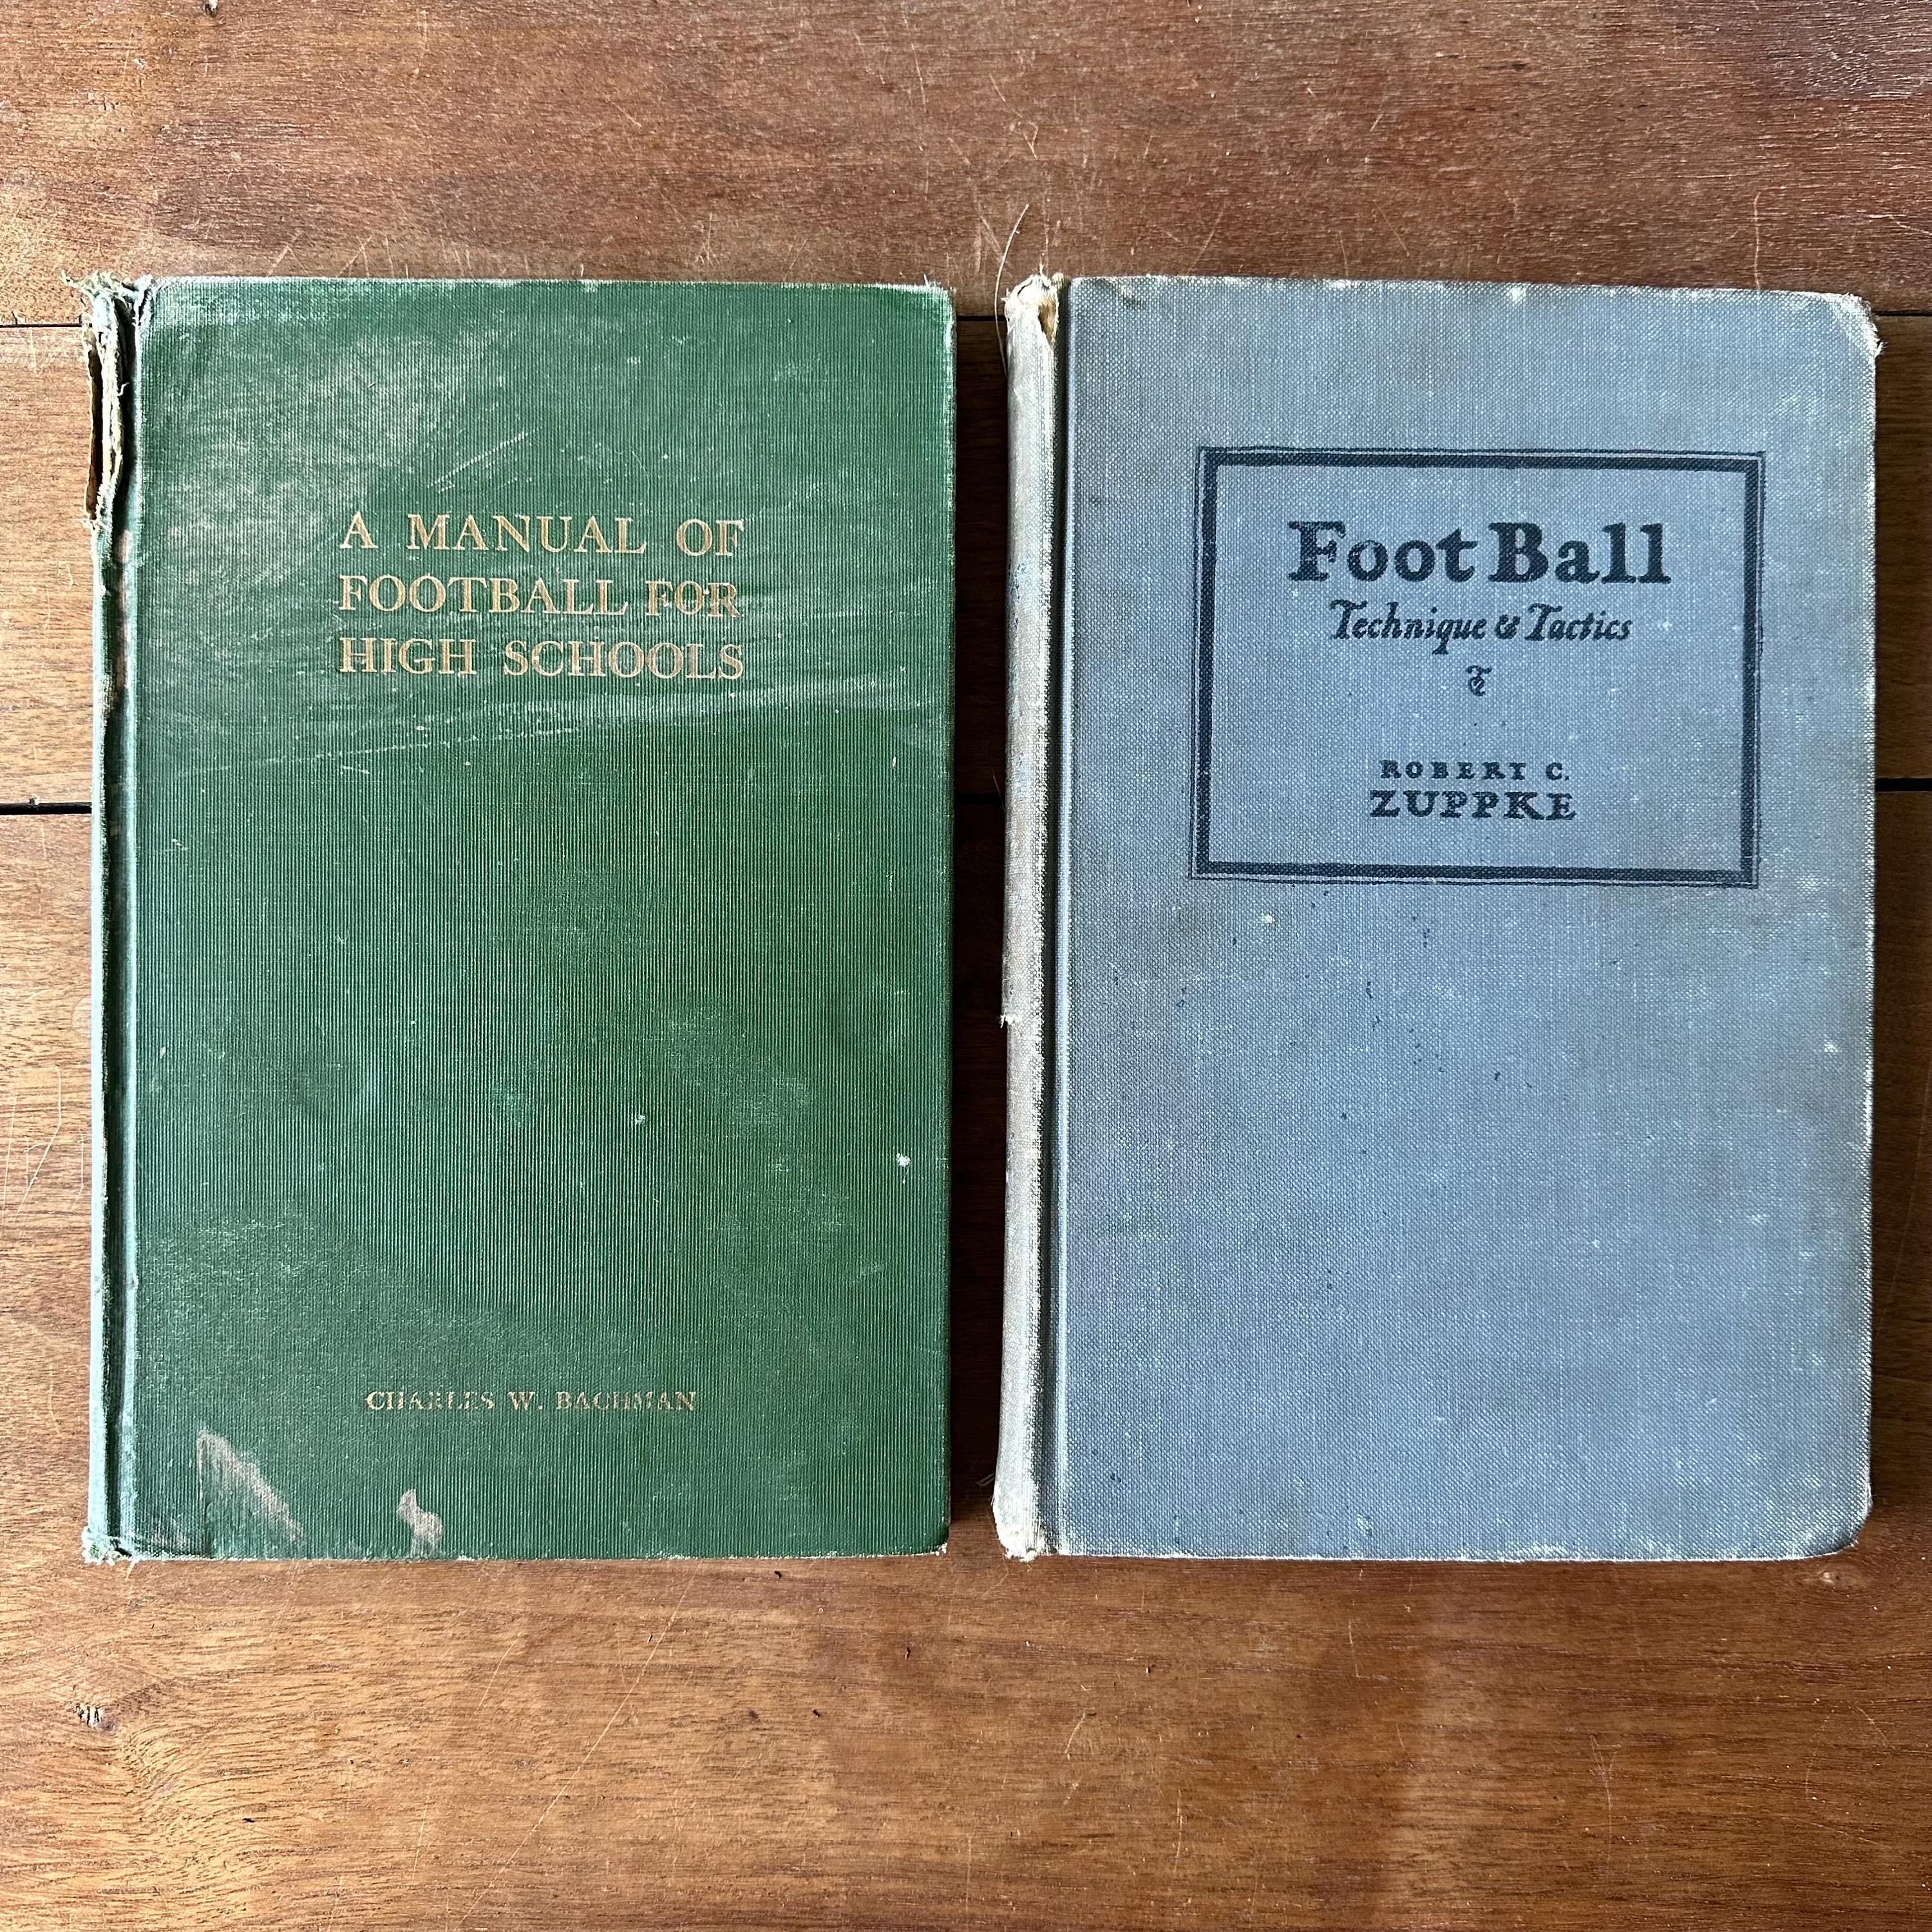 A MANUAL OF
FOOTBALL FOR
HIGH SCHOOLS
CHARLES W. BACHMAN
Foot Ball
Technique & Tactics
ROBERT C.
ZUPPKE